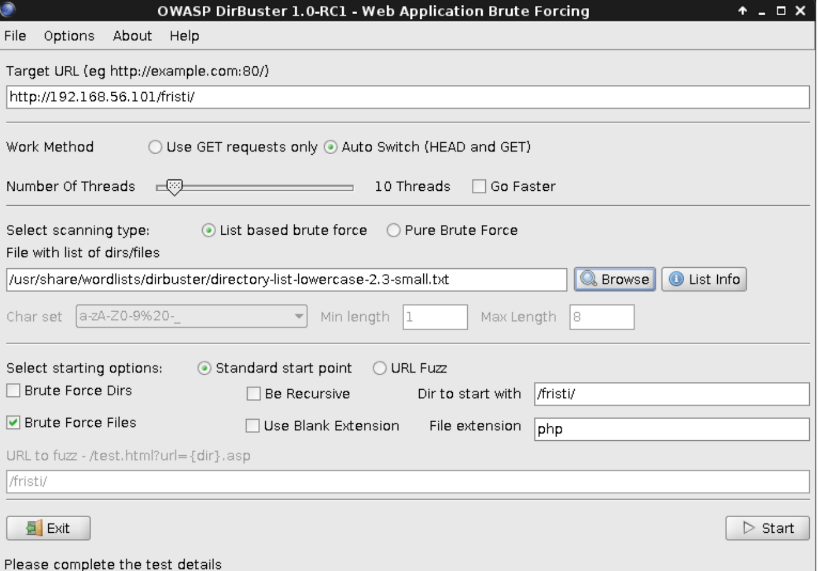 OWASP DirBuster 1.0-RC1 - Web Application Brute Forcing
File Options About Help
Target URL (eg http://example.com:80/)
http://192.168.56.101/fristi/
Work Method Use GET requests only Auto Switch (HEAD and GET)
Number Of Threads 10 Threads Go Faster
Select scanning type: List based brute force Pure Brute Force
File with list of dirs/files
/usr/share/wordlists/dirbuster/directory-list-lowercase-2.3-small.txt Browse List Info
Char set a-zA-Z0-9%20-_ Min length 1 Max Length 8
Select starting options: Standard start point URL Fuzz
Brute Force Dirs Be Recursive Dir to start with /fristi/
Brute Force Files Use Blank Extension File extension php
URL to fuzz - /test.html?url={dir}.asp
/fristi/
Exit Start
Please complete the test details